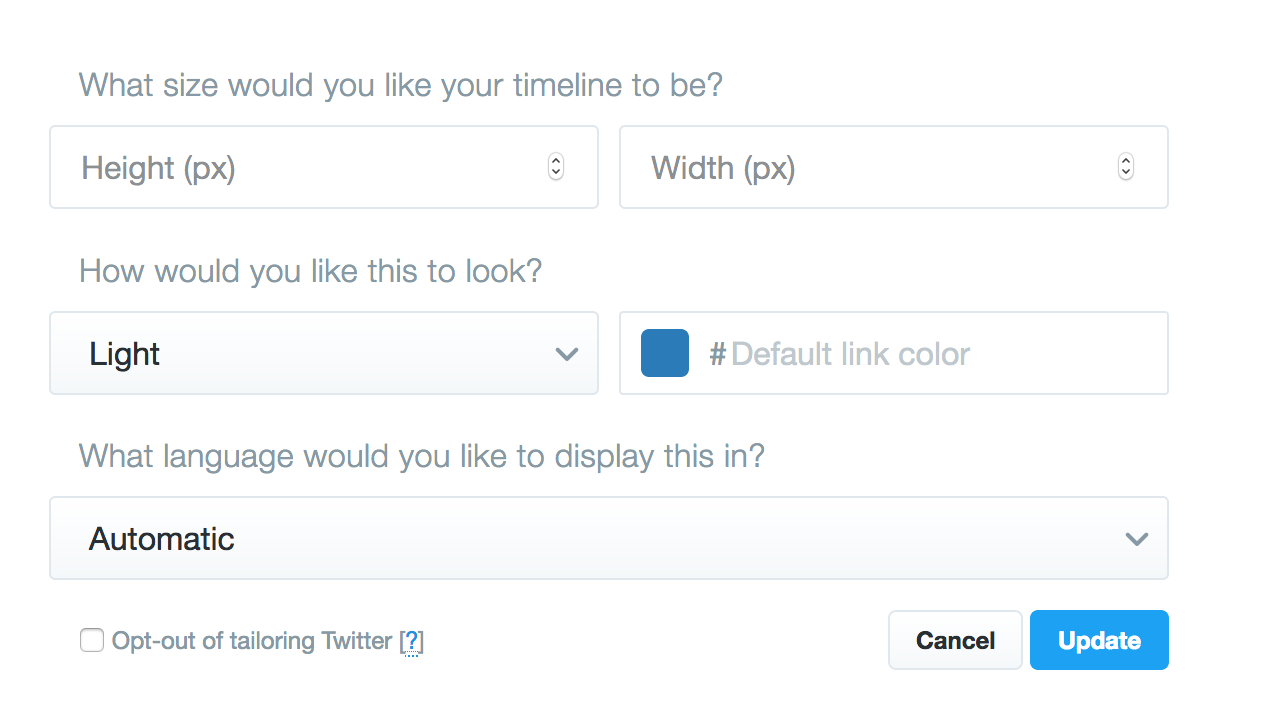 What size would you like your timeline to be?
Height (px) Width (px)
How would you like this to look?
Light # Default link color
What language would you like to display this in?
Automatic
Opt-out of tailoring Twitter [?] Cancel Update